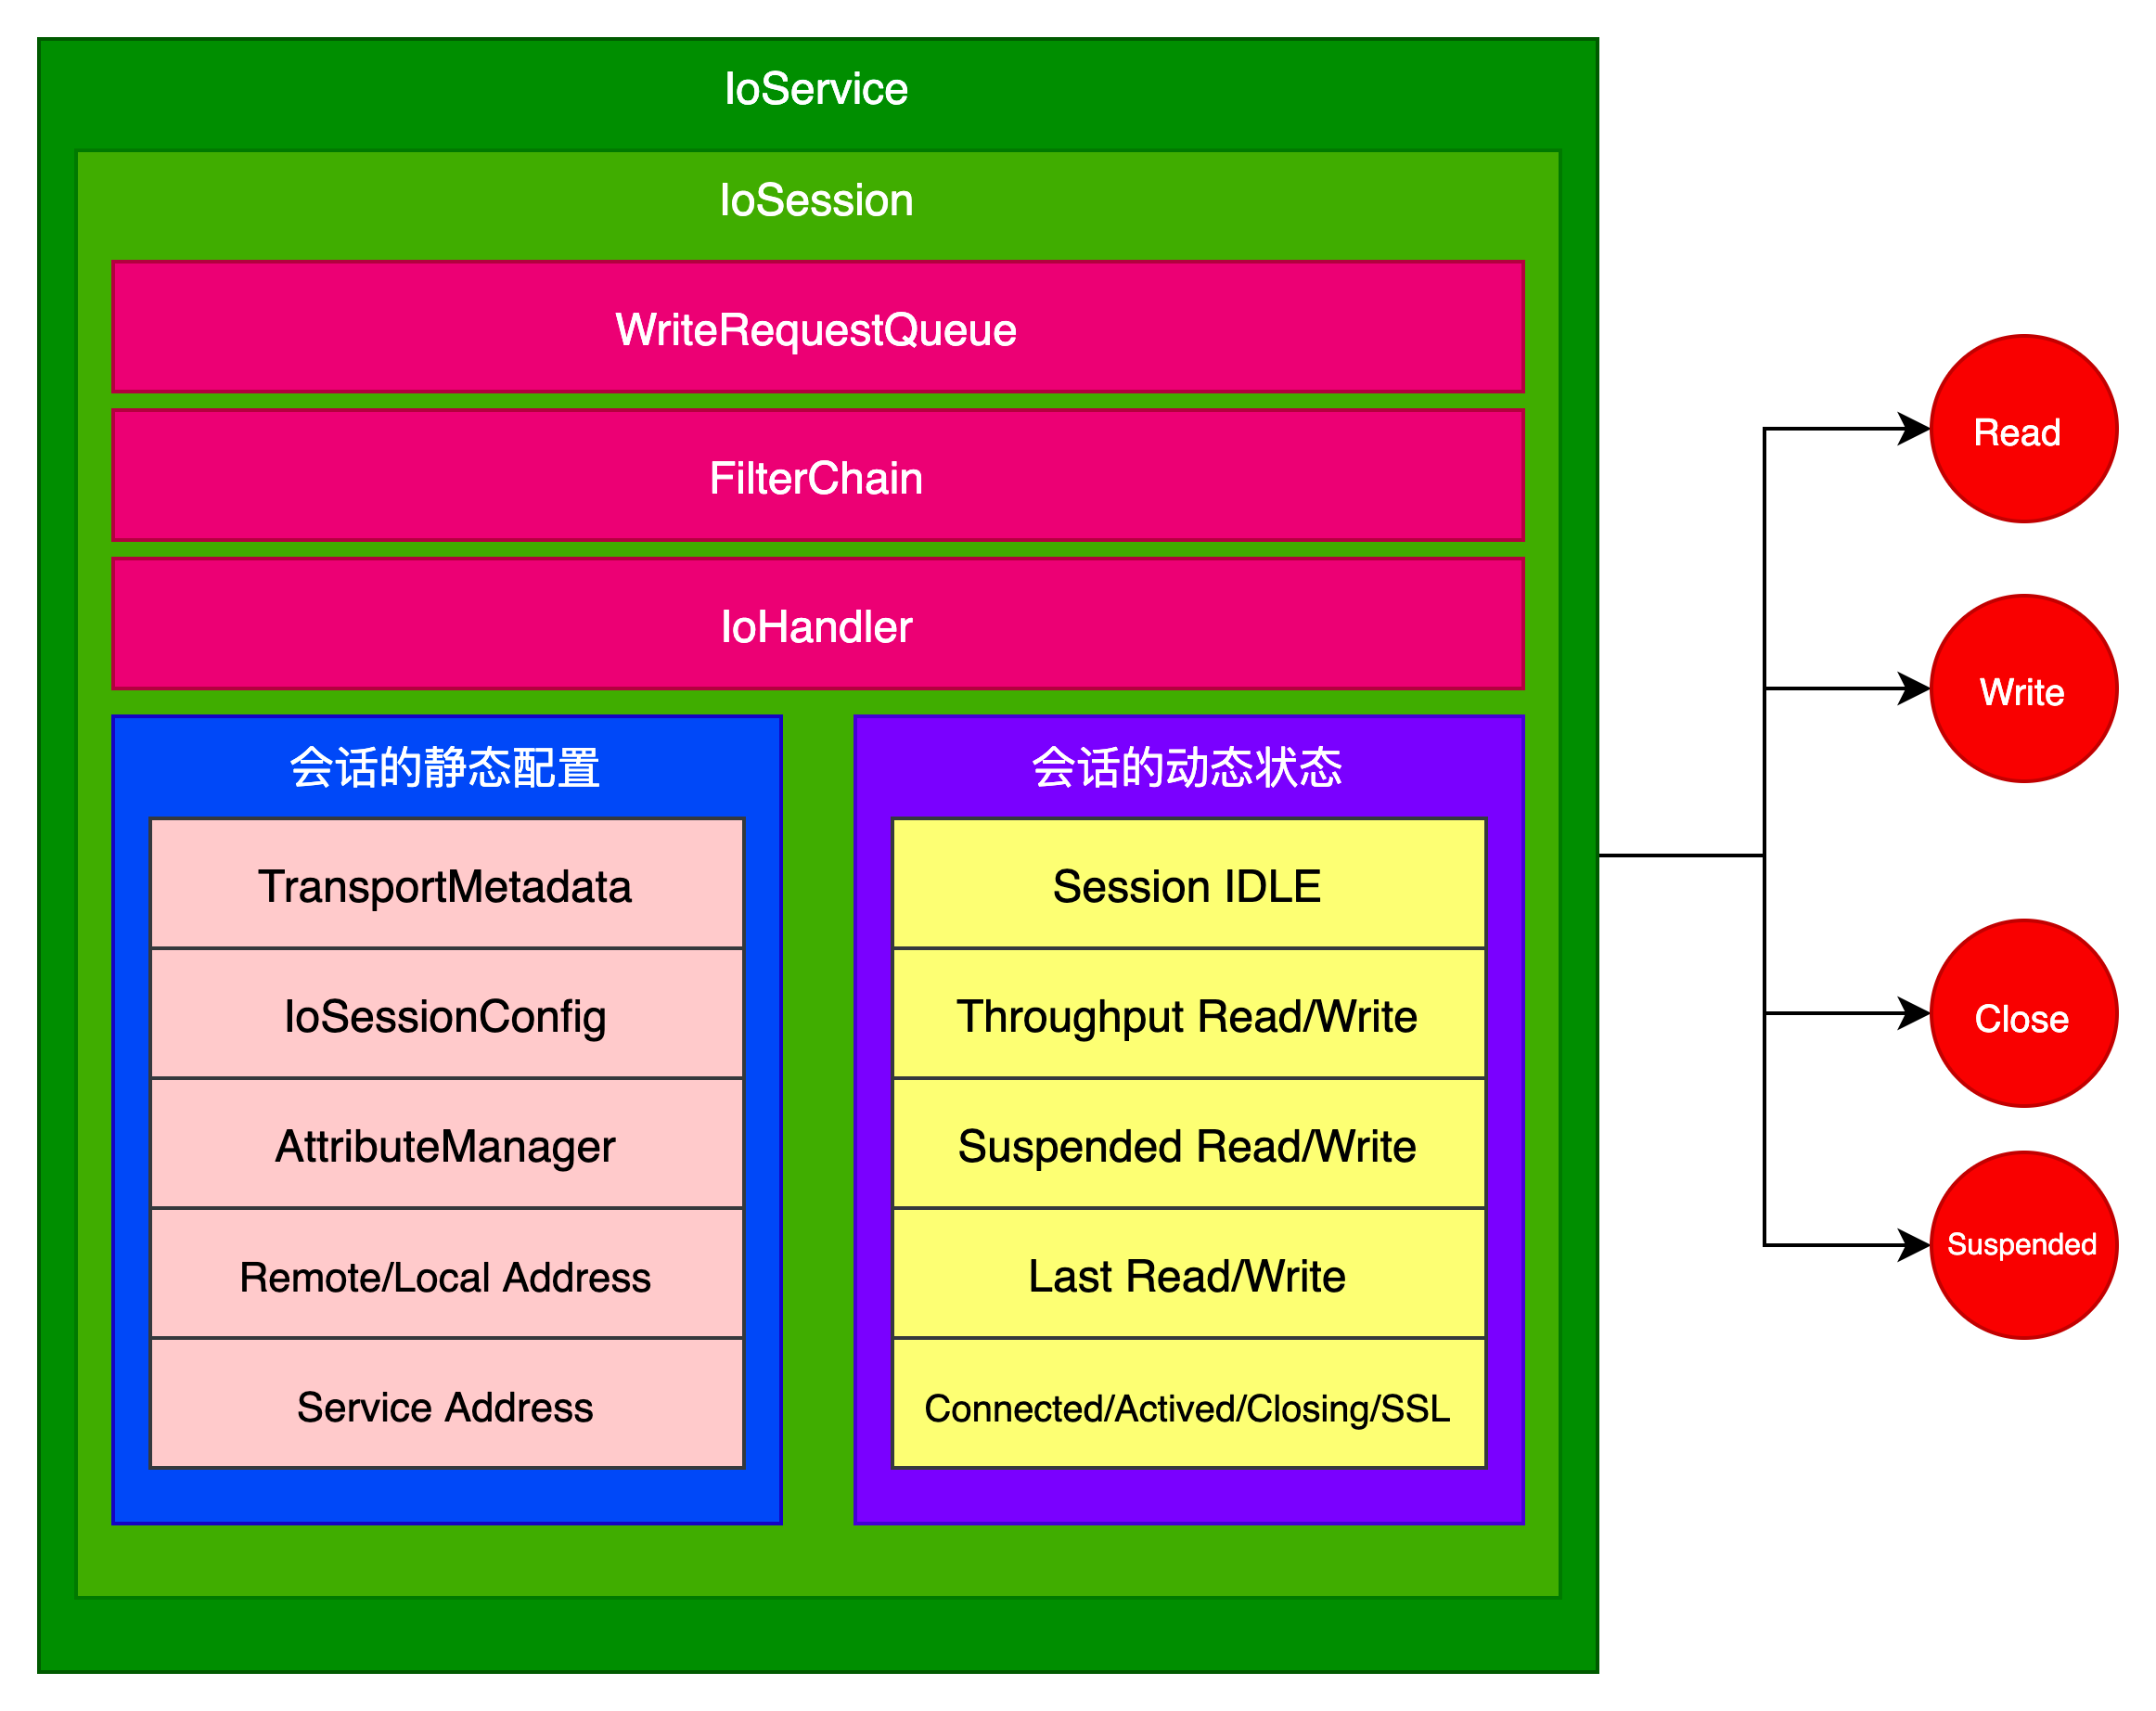 IoService
IoSession
WriteRequestQueue
FilterChain
IoHandler
会话的静态配置
TransportMetadata
IoSessionConfig
AttributeManager
Remote/Local Address
Service Address
会话的动态状态
Session IDLE
Throughput Read/Write
Suspended Read/Write
Last Read/Write
Connected/Actived/Closing/SSL
Read
Write
Close
Suspended